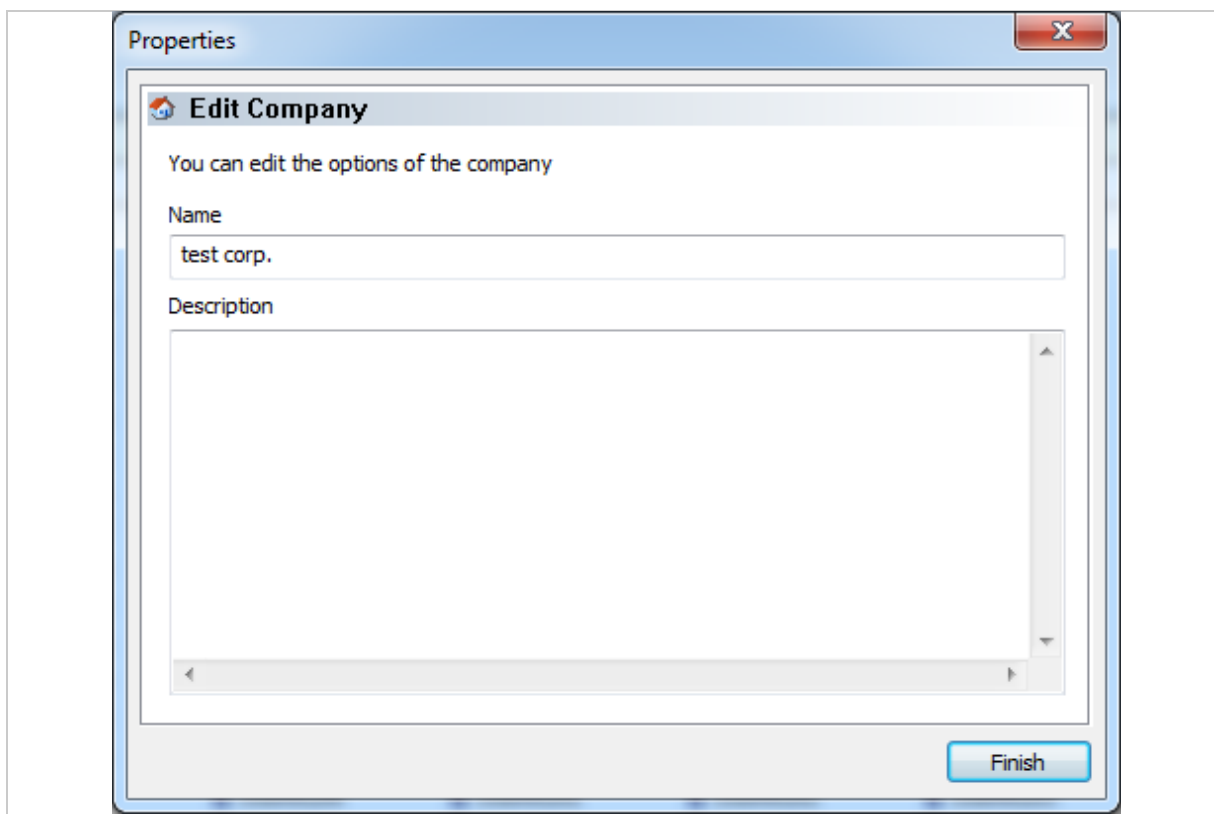 Properties
Edit Company
You can edit the options of the company
Name
test corp.
Description
Finish